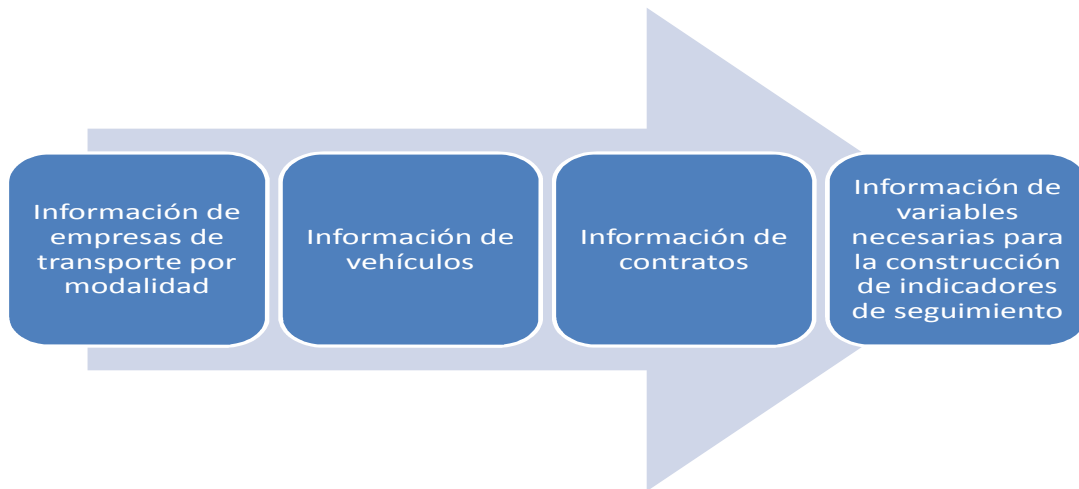 Información de
empresas de
transporte por
modalidad
Información de
vehículos
Información de
contratos
Información de
variables
necesarias para
la construcción
de indicadores
de seguimiento